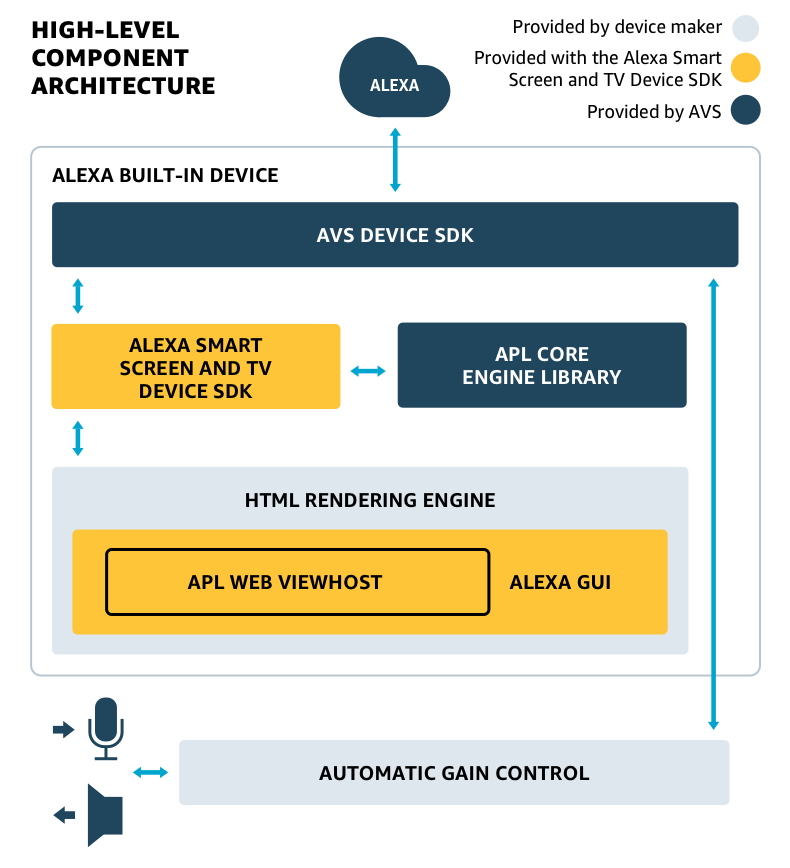 HIGH-LEVEL
COMPONENT
ARCHITECTURE
Provided by device maker
Provided with the Alexa Smart
Screen and TV Device SDK
Provided by AVS
ALEXA
ALEXA BUILT-IN DEVICE
AVS DEVICE SDK
ALEXA SMART
SCREEN AND TV
DEVICE SDK
APL CORE
ENGINE LIBRARY
HTML RENDERING ENGINE
APL WEB VIEWHOST
ALEXA GUI
AUTOMATIC GAIN CONTROL